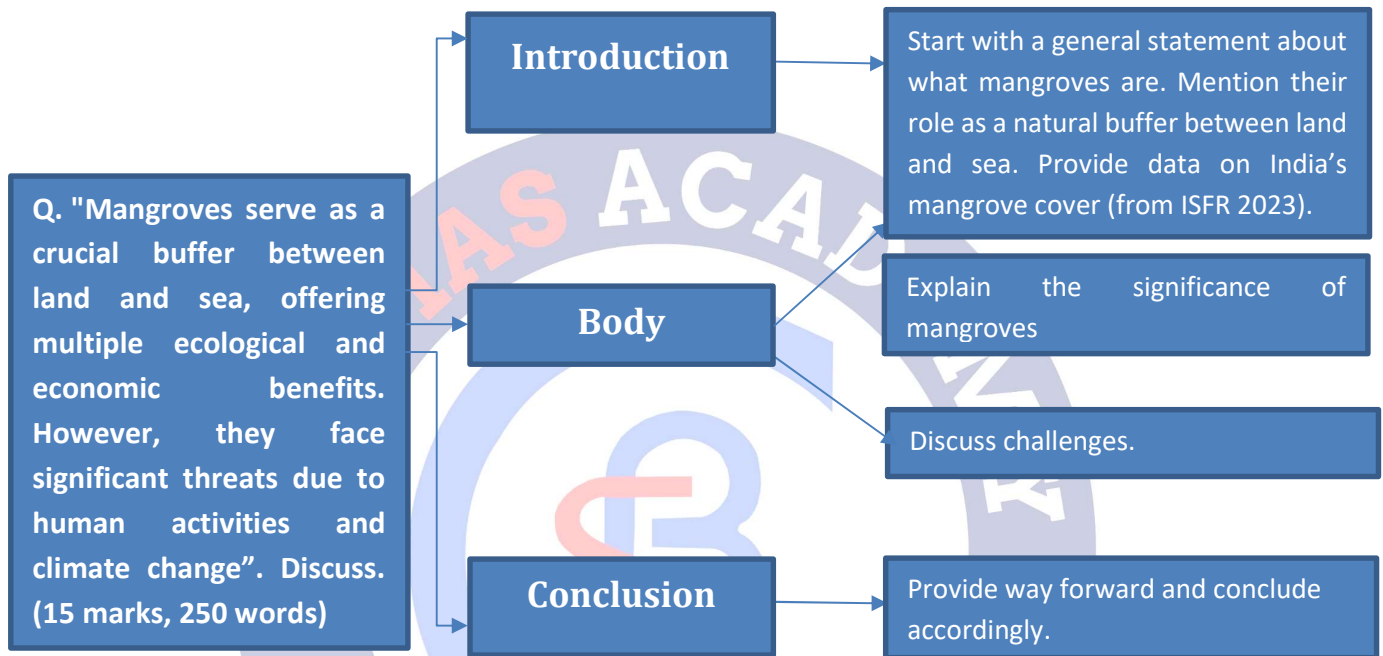 Q. "Mangroves serve as a
crucial buffer between
land and sea, offering
multiple ecological and
economic benefits.
However, they face
significant threats due to
human activities and
climate change”. Discuss.
(15 marks, 250 words)
Introduction
Start with a general statement about
what mangroves are. Mention their
role as a natural buffer between land
and sea. Provide data on India’s
mangrove cover (from ISFR 2023).
Body
Explain the significance of
mangroves
Discuss challenges.
Conclusion
Provide way forward and conclude
accordingly.